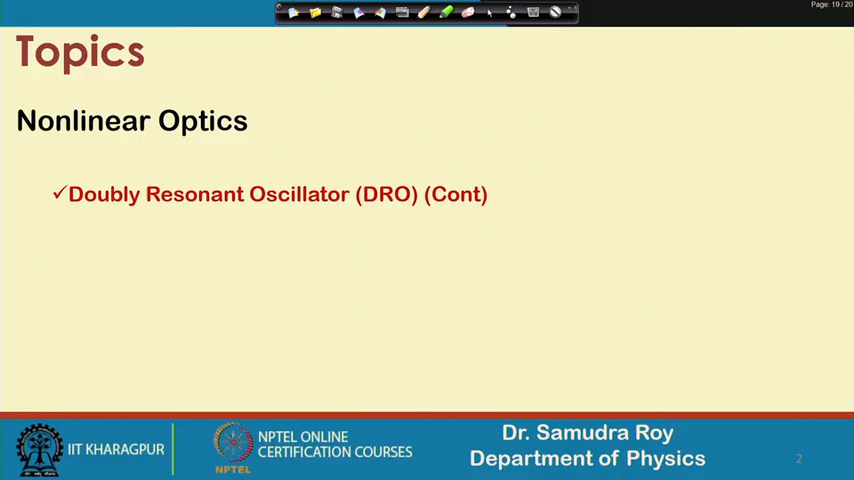 Page: 19 / 20
Topics
Nonlinear Optics
✓Doubly Resonant Oscillator (DRO) (Cont)
IIT KHARAGPUR
NPTEL
NPTEL ONLINE
CERTIFICATION COURSES
Dr. Samudra Roy
Department of Physics
2